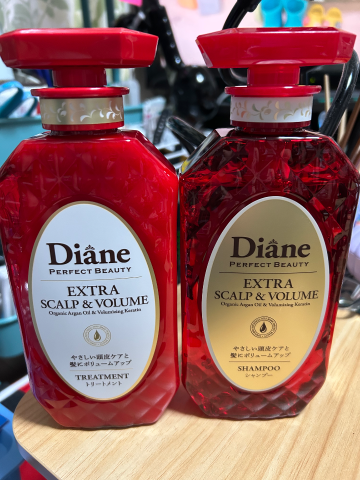 Diane
PERFECT BEAUTY
EXTRA
SCALP & VOLUME
Organic Argan Oil & Volumizing Keratin
やさしい頭皮ケアと
髪にボリュームアップ
TREATMENT
トリートメント
Diane
PERFECT BEAUTY
EXTRA
SCALP & VOLUME
Organic Argan Oil & Volumizing Keratin
やさしい頭皮ケアと
髪にボリュームアップ
SHAMPOO
シャンプー